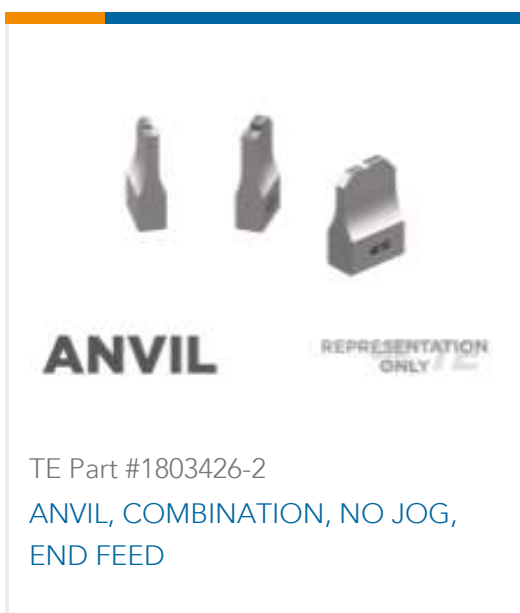 ANVIL
REPRESENTATION
ONLY
TE Part #1803426-2
ANVIL, COMBINATION, NO JOG,
END FEED